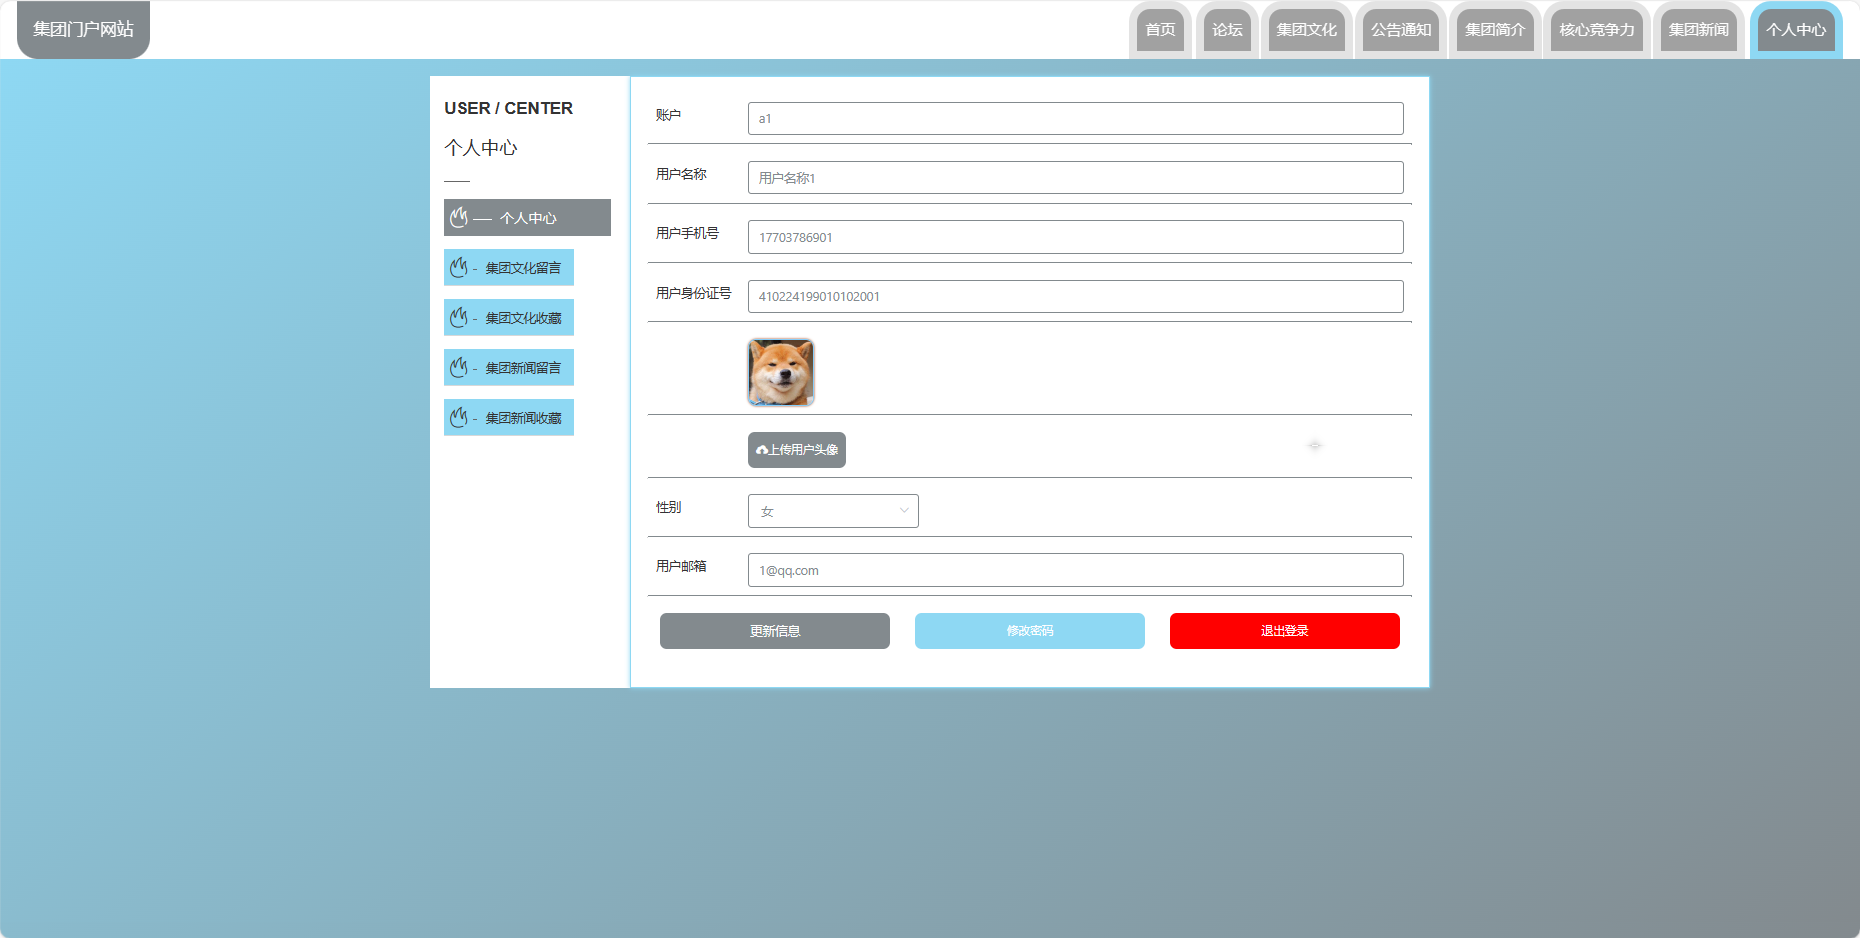 集团门户网站
首页
论坛
集团文化
公告通知
集团简介
核心竞争力
集团新闻
个人中心
USER / CENTER
个人中心
个人中心
- 集团文化留言
- 集团文化收藏
- 集团新闻留言
- 集团新闻收藏
账户
a1
用户名称
用户名称1
用户手机号
17703786901
用户身份证号
410224199010102001
上传用户头像
性别
女
用户邮箱
1@qq.com
更新信息
修改密码
退出登录